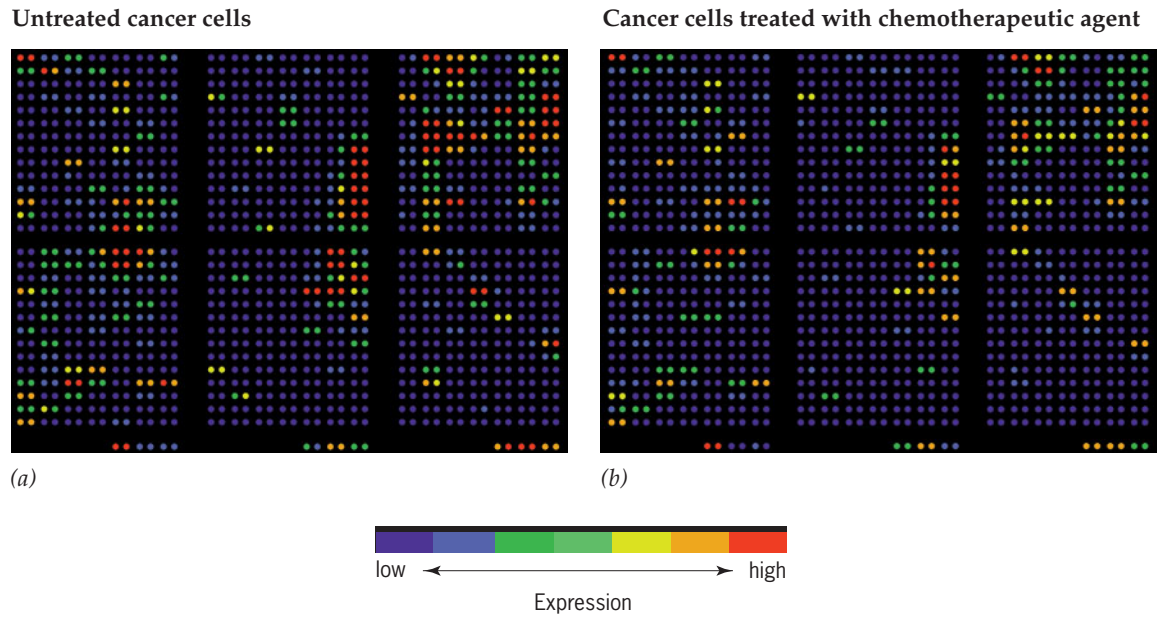 Untreated cancer cells
Cancer cells treated with chemotherapeutic agent
(a)
(b)
low
high
Expression